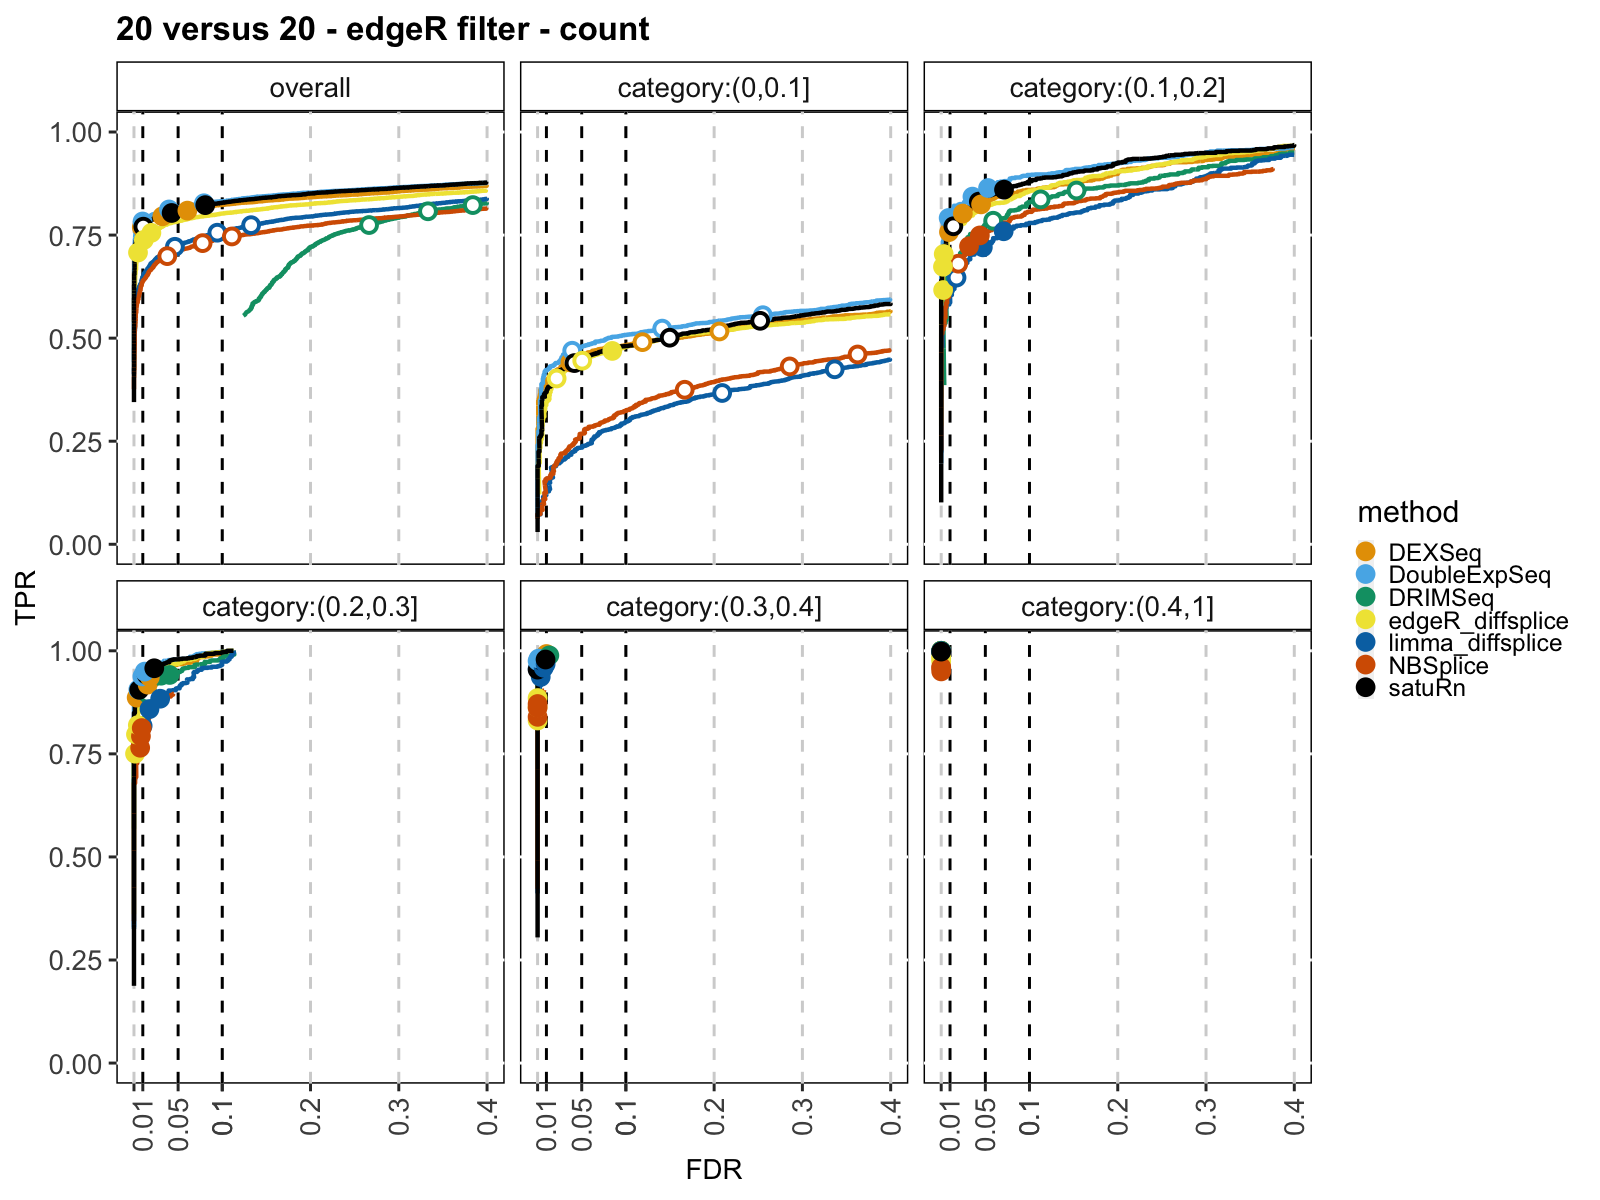 20 versus 20 - edgeR filter - count
overall
category:(0,0.1]
category:(0.1,0.2]
1.00
0.75
0.50
0.25
0.00
category:(0.2,0.3]
category:(0.3,0.4]
category:(0.4,1]
1.00
0.75
0.50
0.25
0.00
TPR
0.01
0.05
0.1
0.2
0.3
0.4
0.01
0.05
0.1
0.2
0.3
0.4
0.01
0.05
0.1
0.2
0.3
0.4
FDR
method
DEXSeq
DoubleExpSeq
DRIMSeq
edgeR_diffsplice
limma_diffsplice
NBSplice
satuRn